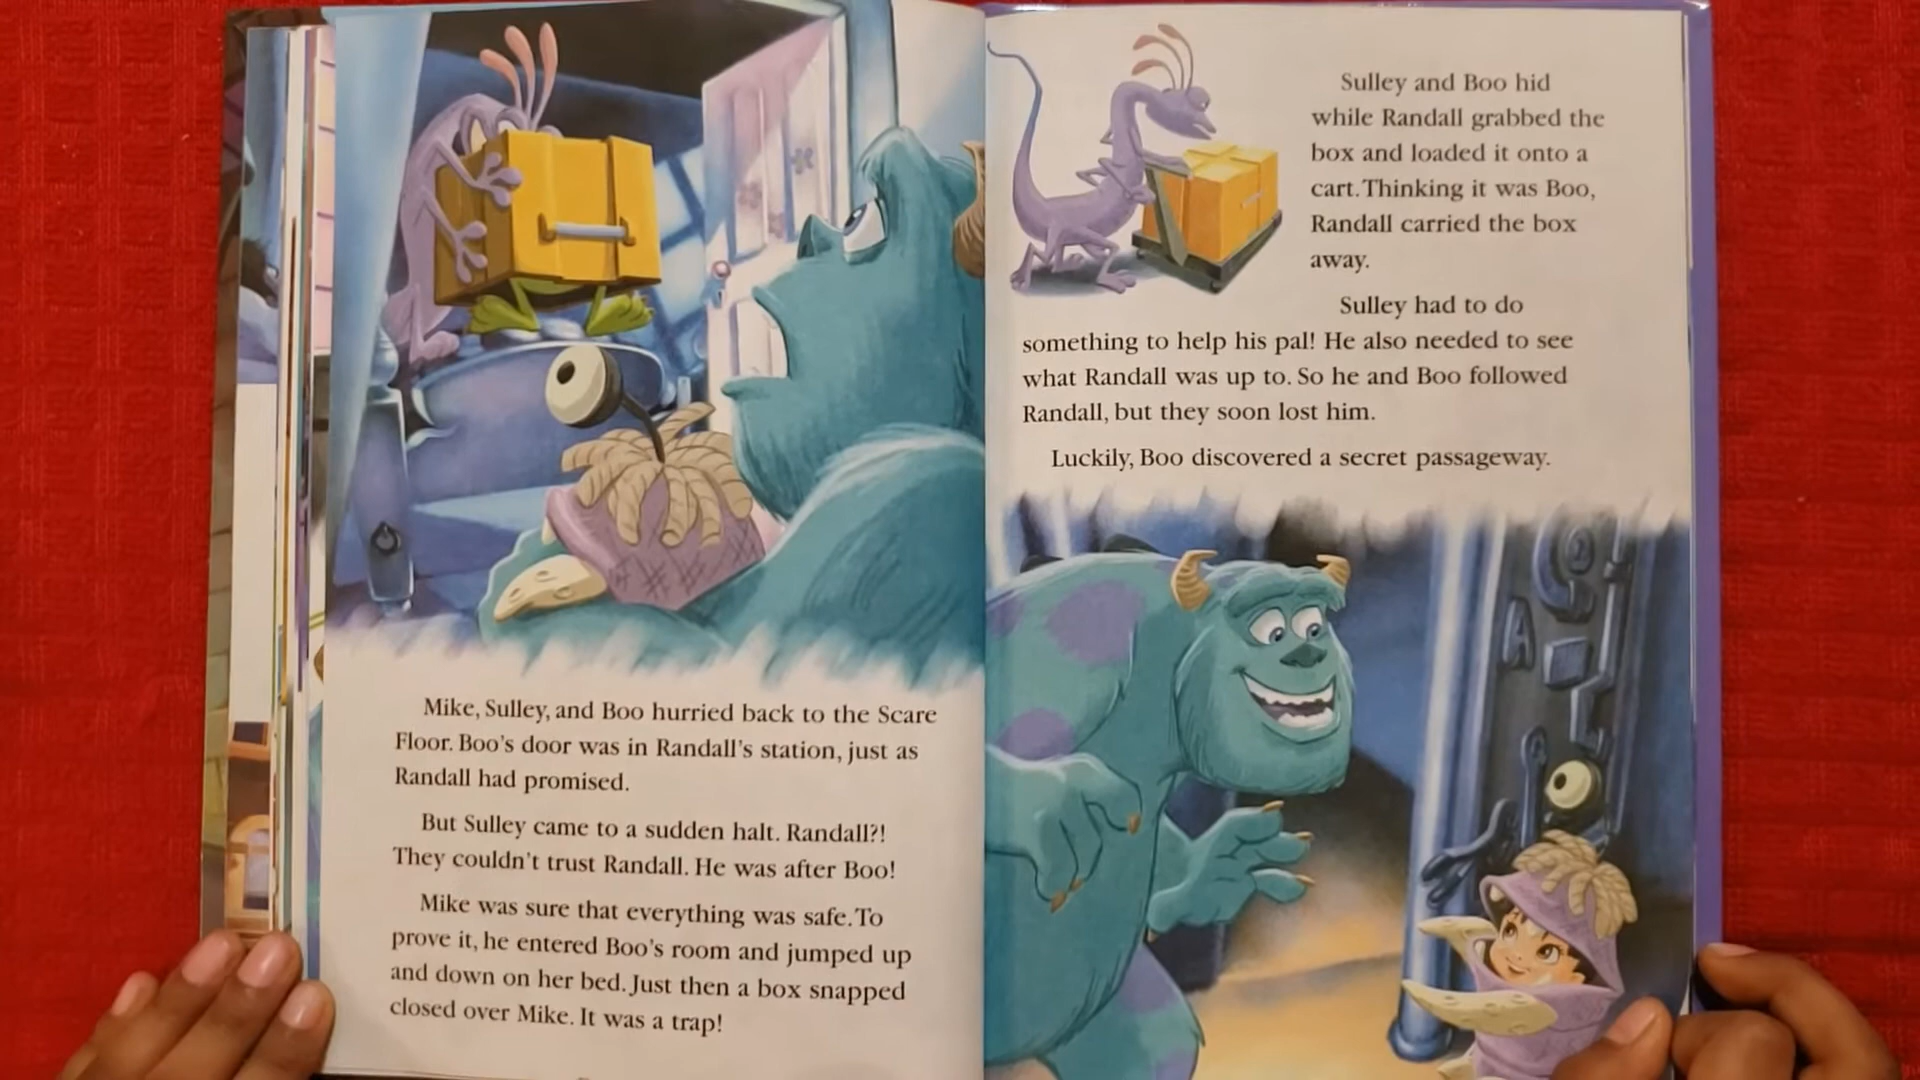 Mike, Sulley, and Boo hurried back to the Scare
Floor. Boo's door was in Randall's station, just as
Randall had promised.
But Sulley came to a sudden halt. Randall?!
They couldn't trust Randall. He was after Boo!
Mike was sure that everything was safe. To
prove it, he entered Boo's room and jumped up
and down on her bed. Just then a box snapped
closed over Mike. It was a trap!
Sulley and Boo hid
while Randall grabbed the
box and loaded it onto a
cart. Thinking it was Boo,
Randall carried the box
away.
Sulley had to do
something to help his pal! He also needed to see
what Randall was up to. So he and Boo followed
Randall, but they soon lost him.
Luckily, Boo discovered a secret passageway.